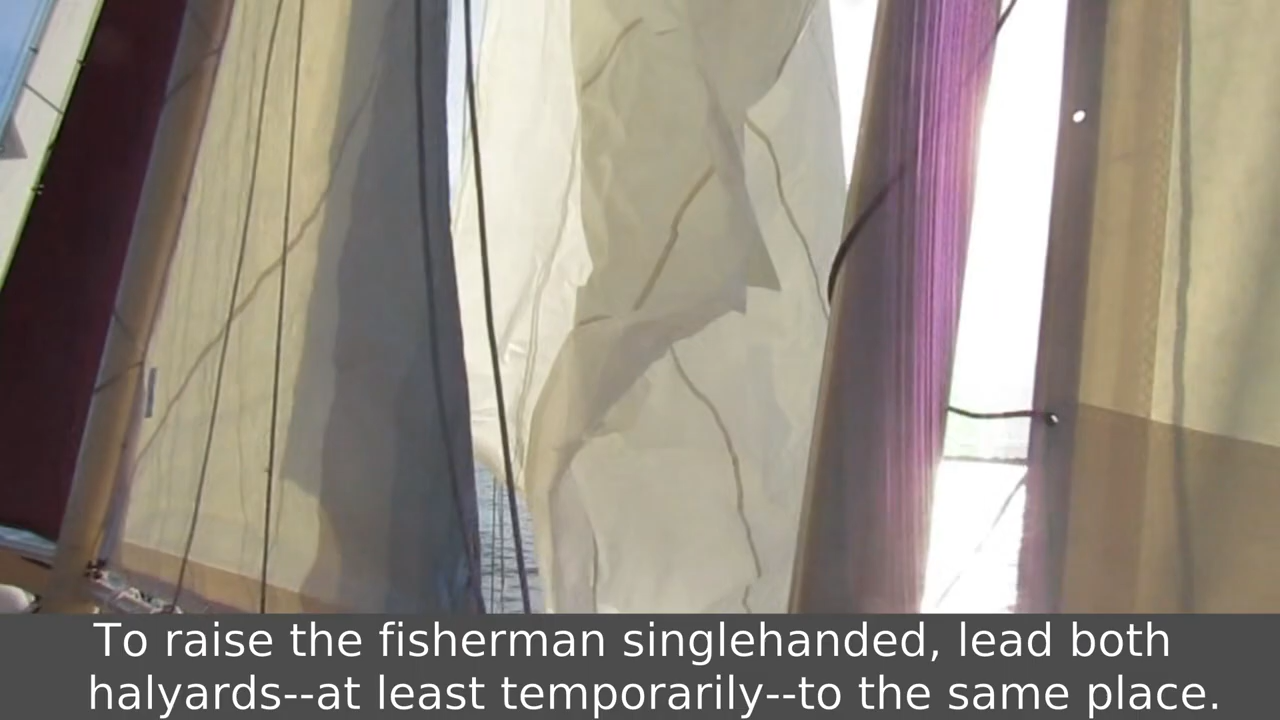 To raise the fisherman singlehanded, lead both
halyards--at least temporarily--to the same place.